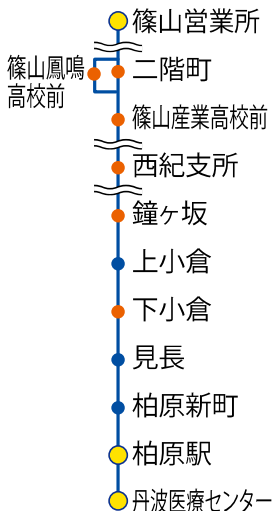 篠山営業所
篠山鳳鳴
高校前
二階町
篠山産業高校前
西紀支所
鐘ヶ坂
上小倉
下小倉
見長
柏原新町
柏原駅
丹波医療センター